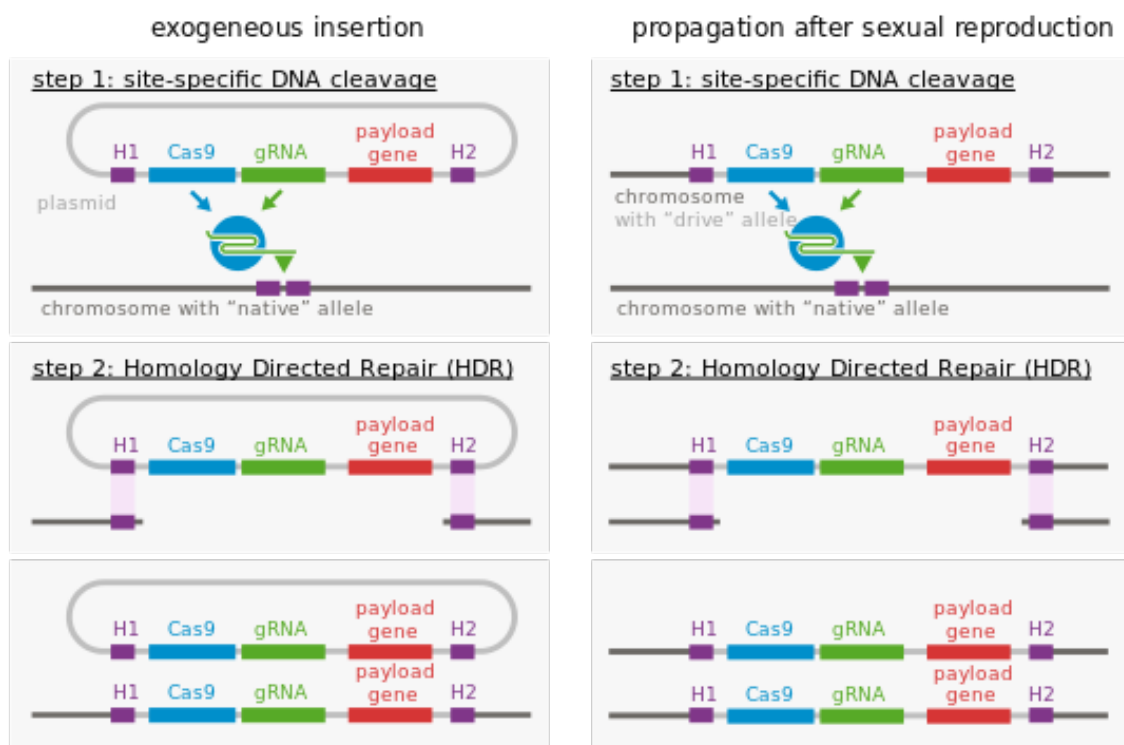 exogeneous insertion
step 1: site-specific DNA cleavage
payload
H1 Cas9 gRNA gene H2
plasmid
chromosome with “native” allele
step 2: Homology Directed Repair (HDR)
payload
H1 Cas9 gRNA gene H2
payload
H1 Cas9 gRNA gene H2
payload
H1 Cas9 gRNA gene H2
propagation after sexual reproduction
step 1: site-specific DNA cleavage
payload
H1 Cas9 gRNA gene H2
chromosome
with “drive” allele
chromosome with “native” allele
step 2: Homology Directed Repair (HDR)
payload
H1 Cas9 gRNA gene H2
payload
H1 Cas9 gRNA gene H2
payload
H1 Cas9 gRNA gene H2